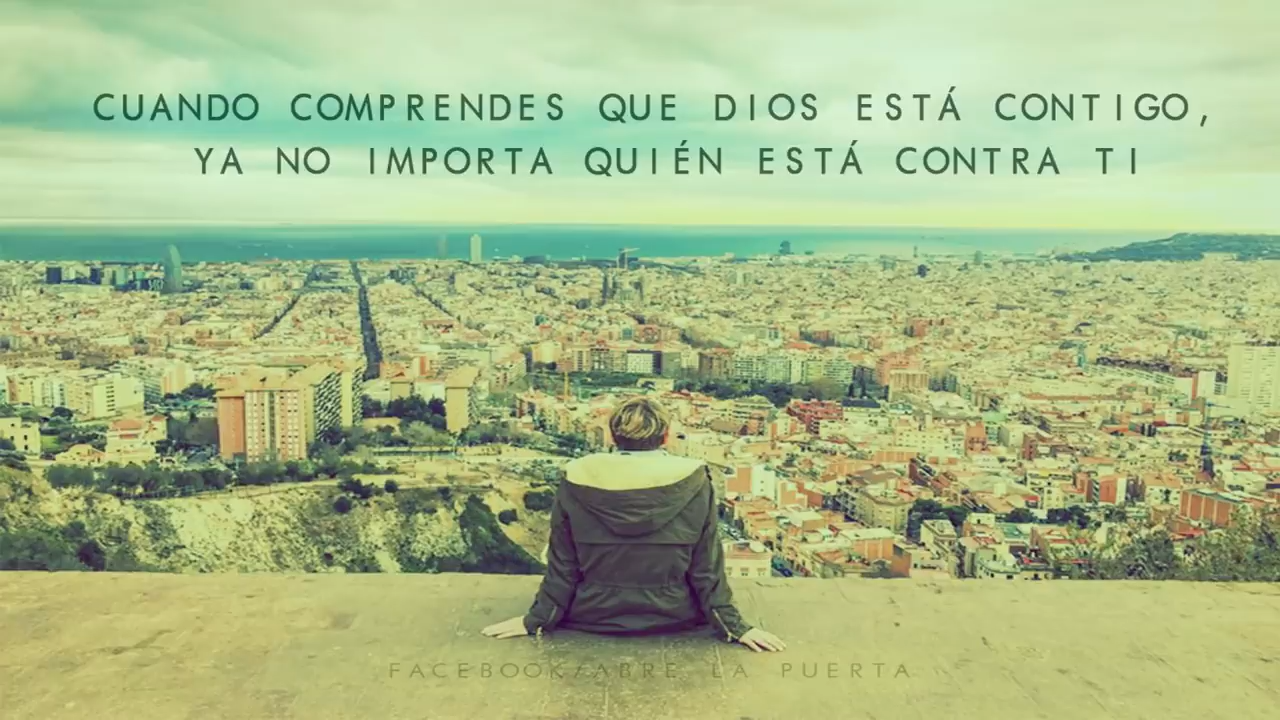 CUANDO COMPRENDES QUE DIOS ESTÁ CONTIGO,
YA NO IMPORTA QUIÉN ESTÁ CONTRA TI
FACEBOOK/ABRE LA PUERTA